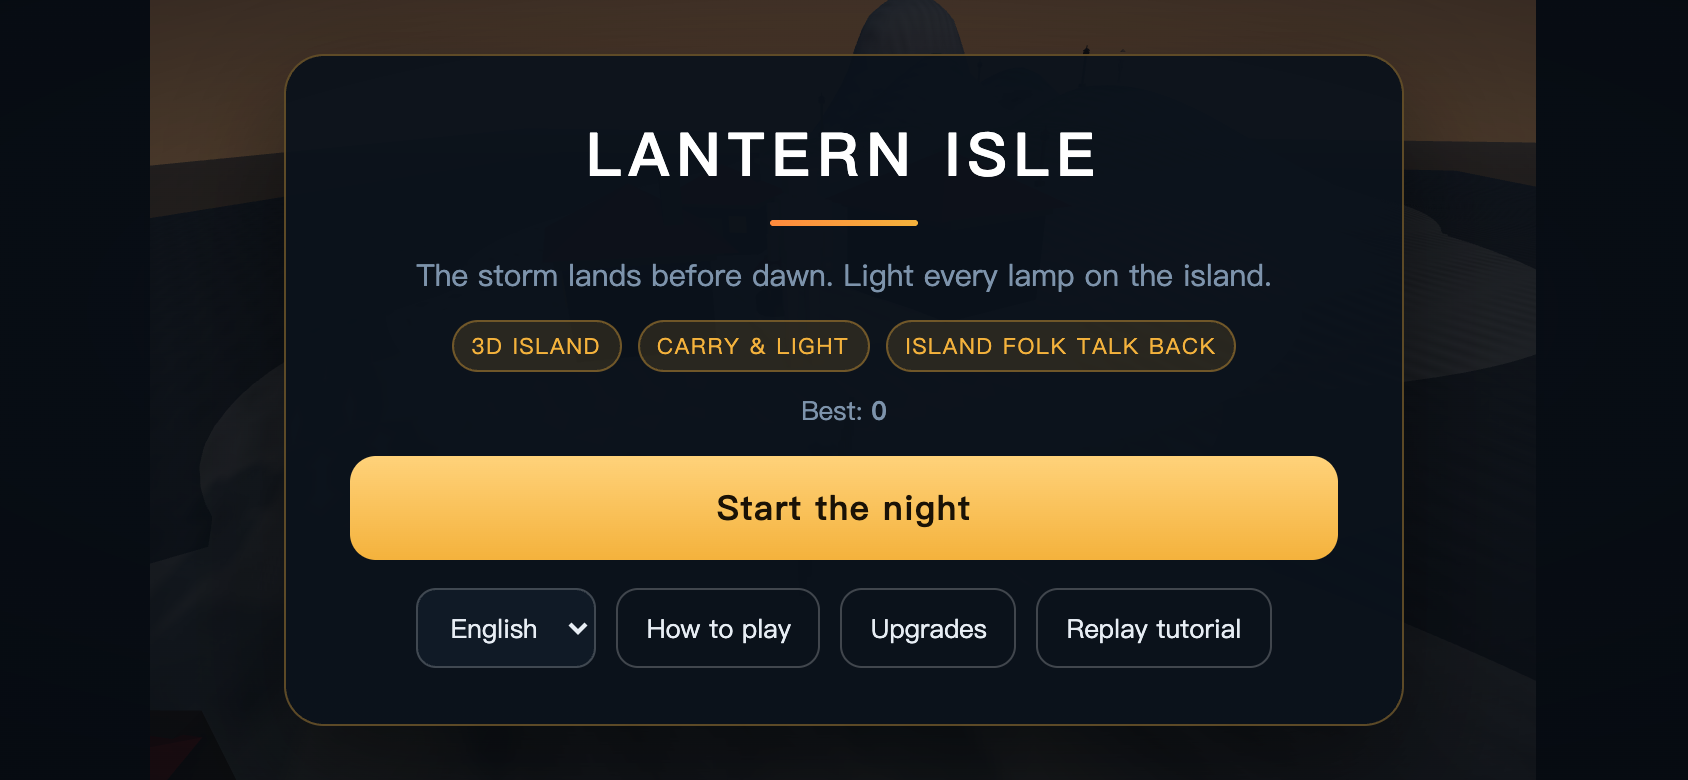 LANTERN ISLE
The storm lands before dawn. Light every lamp on the island.
3D ISLAND CARRY & LIGHT ISLAND FOLK TALK BACK
Best: 0
Start the night
English How to play Upgrades Replay tutorial